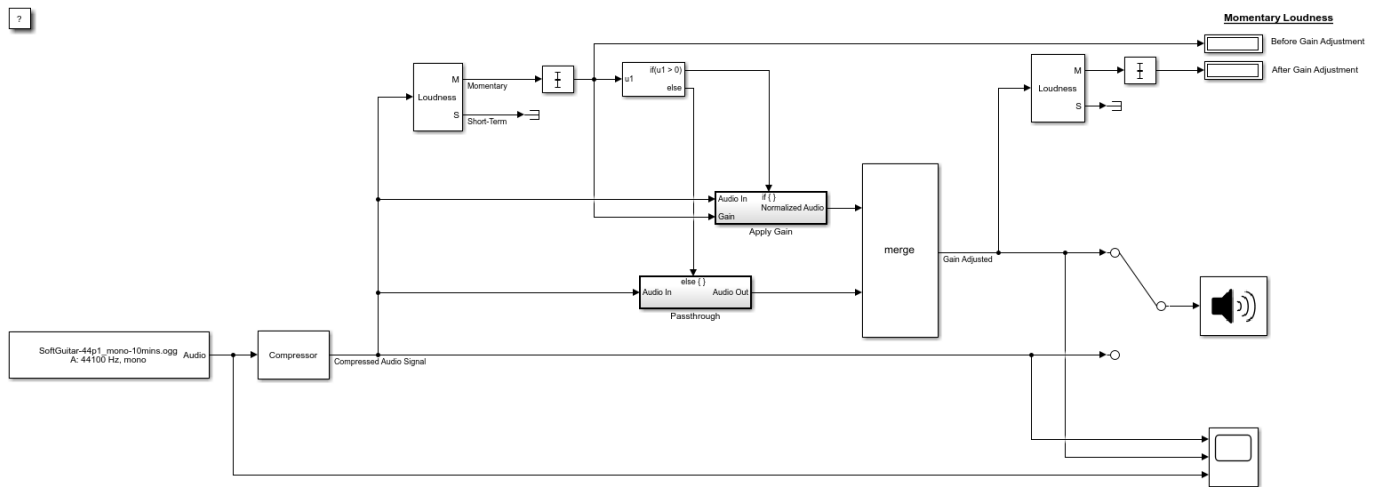 ?
Momentary Loudness
Before Gain Adjustment
After Gain Adjustment
M
Loudness
S
Momentary
Short-Term
u1
if(u1 > 0)
else
M
Loudness
S
Audio In
if { }
Normalized Audio
Gain
Apply Gain
merge
Gain Adjusted
else { }
Audio In
Audio Out
Passthrough
SoftGuitar-44p1_mono-10mins.ogg
A: 44100 Hz, mono
Audio
Compressor
Compressed Audio Signal